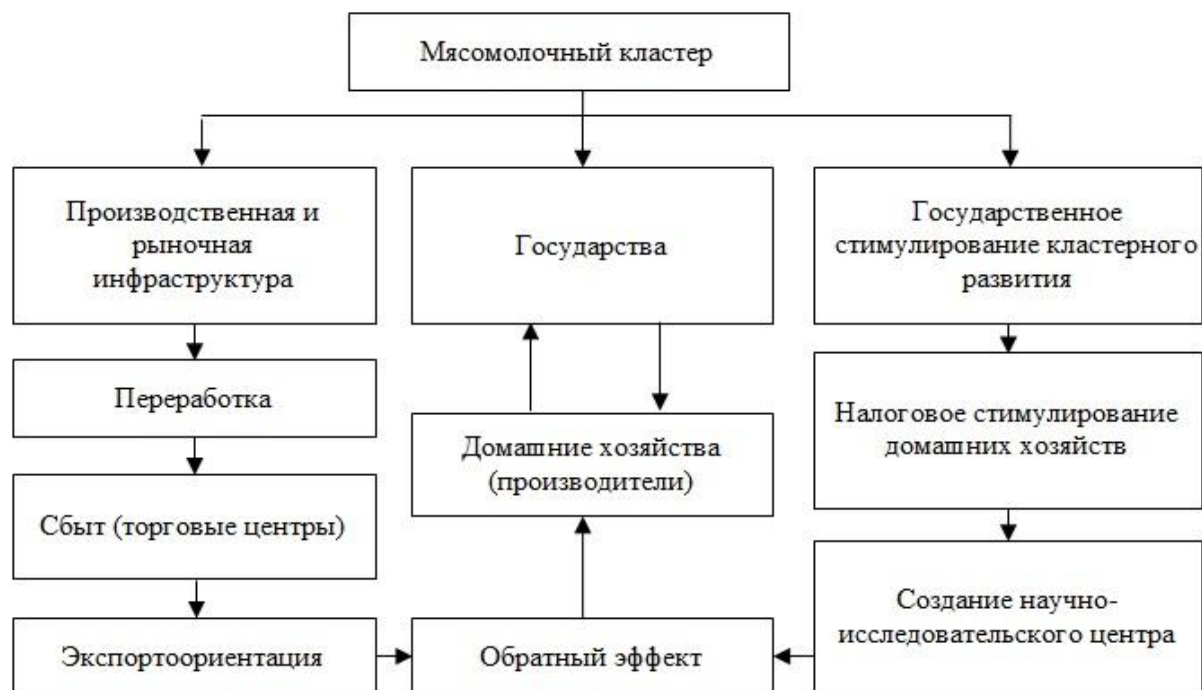 Мясомолочный кластер
Производственная и
рыночная
инфраструктура
Государства
Государственное
стимулирование кластерного
развития
Переработка
Домашние хозяйства
(производители)
Налоговое стимулирование
домашних хозяйств
Сбыт (торговые центры)
Создание научно-
исследовательского центра
Экспортоориентация
Обратный эффект